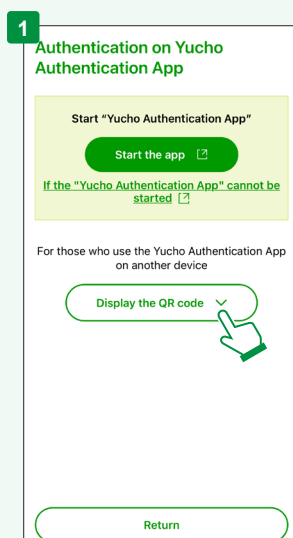 1
Authentication on Yucho
Authentication App
Start “Yucho Authentication App”
Start the app
If the "Yucho Authentication App" cannot be
started
For those who use the Yucho Authentication App
on another device
Display the QR code
Return